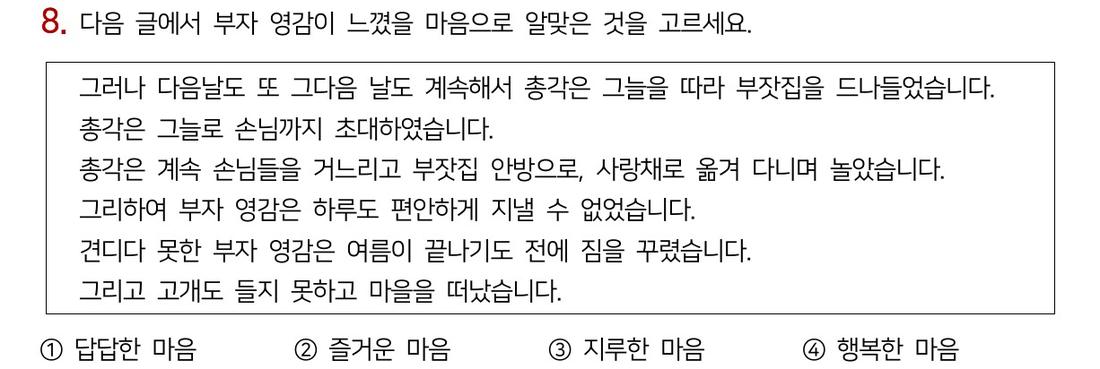 8. 다음 글에서 부자 영감이 느꼈을 마음으로 알맞은 것을 고르세요.
그러나 다음날도 또 그다음 날도 계속해서 총각은 그늘을 따라 부잣집을 드나들었습니다.
총각은 그늘로 손님까지 초대하였습니다.
총각은 계속 손님들을 거느리고 부잣집 안방으로, 사랑채로 옮겨 다니며 놀았습니다.
그리하여 부자 영감은 하루도 편안하게 지낼 수 없었습니다.
견디다 못한 부자 영감은 여름이 끝나기도 전에 짐을 꾸렸습니다.
그리고 고개도 들지 못하고 마을을 떠났습니다.
① 답답한 마음 ② 즐거운 마음 ③ 지루한 마음 ④ 행복한 마음